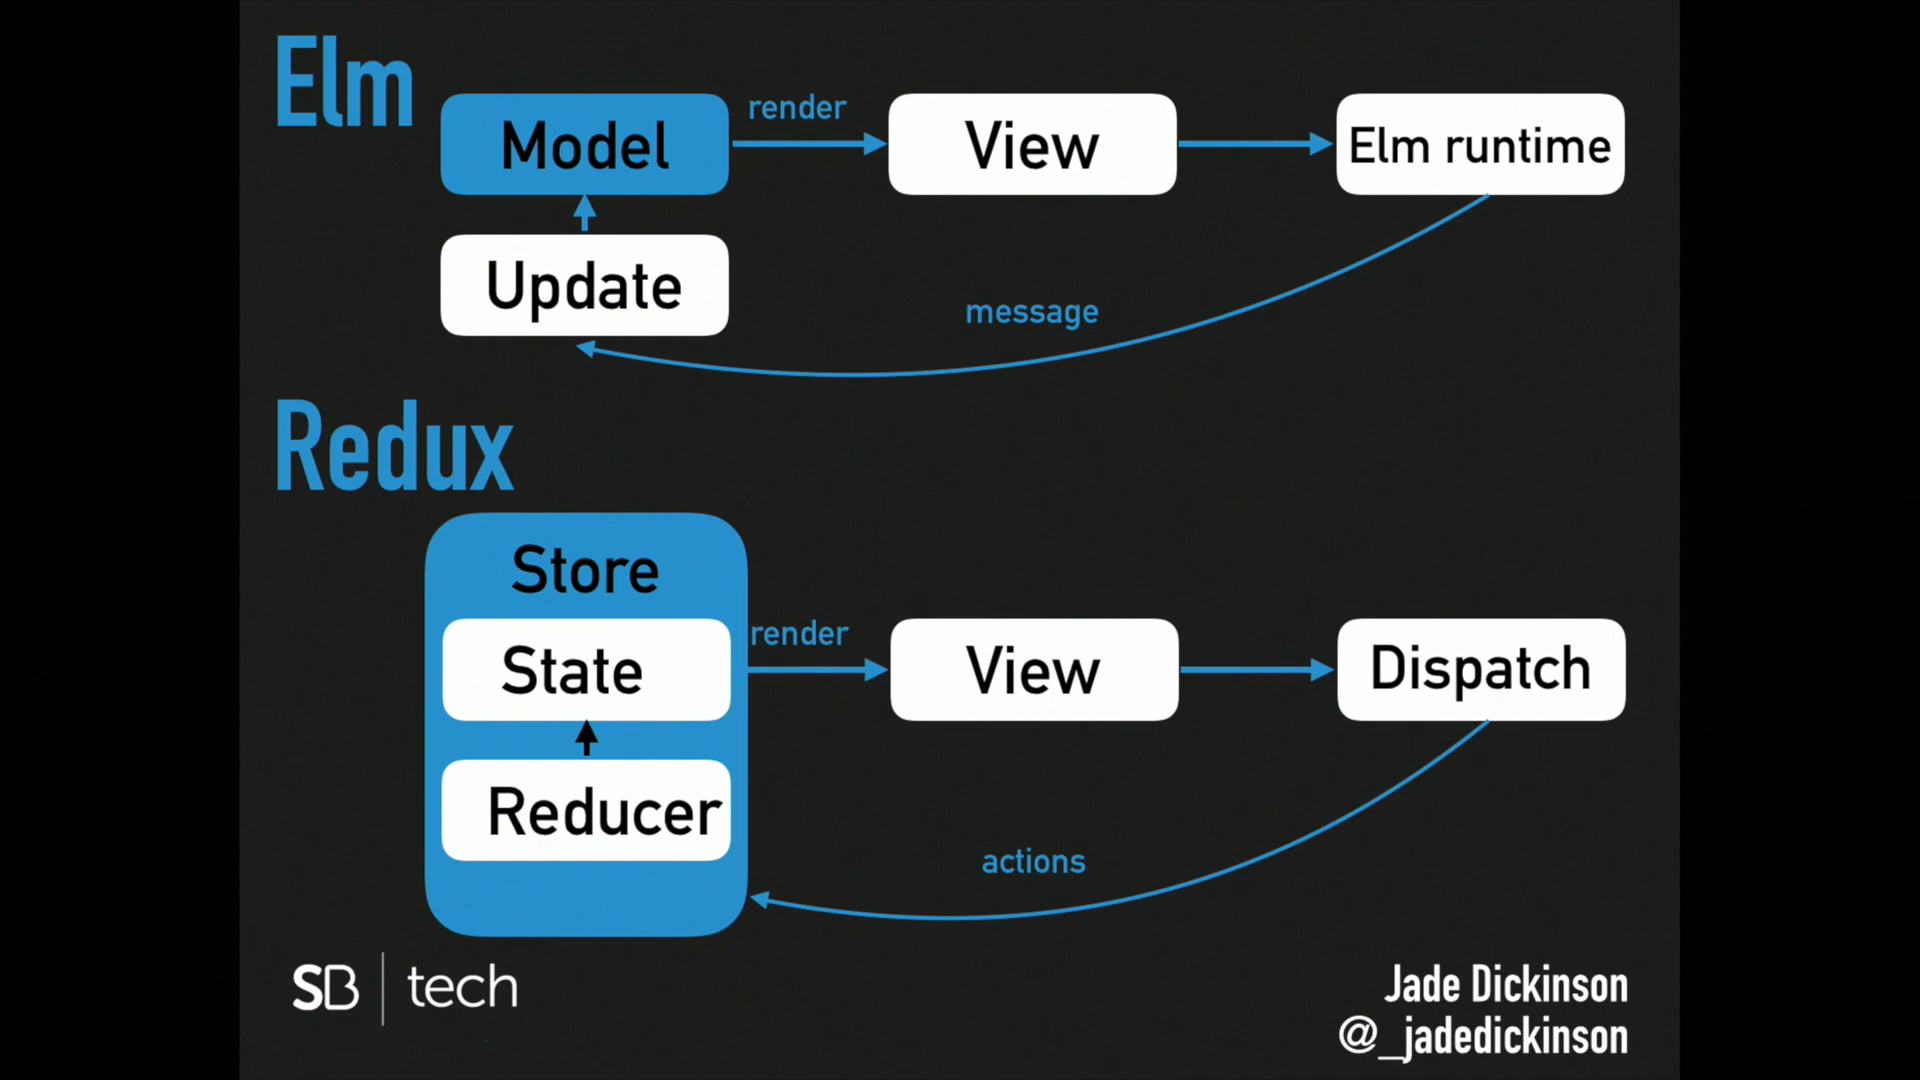 Elm
Model
render
View
Elm runtime
Update
message
Redux
Store
State
render
View
Dispatch
Reducer
actions
SB | tech
Jade Dickinson
@_jadedickinson